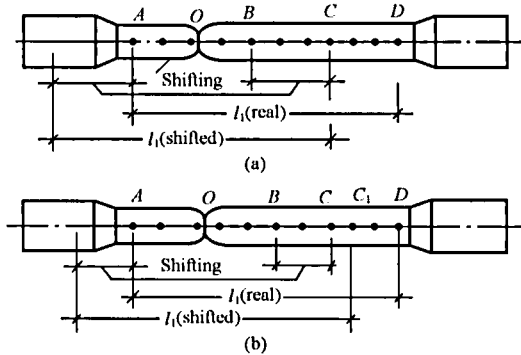 A O B C D
Shifting
l₁(real)
l₁(shifted)
(a)
A O B C C₁ D
Shifting
l₁(real)
l₁(shifted)
(b)